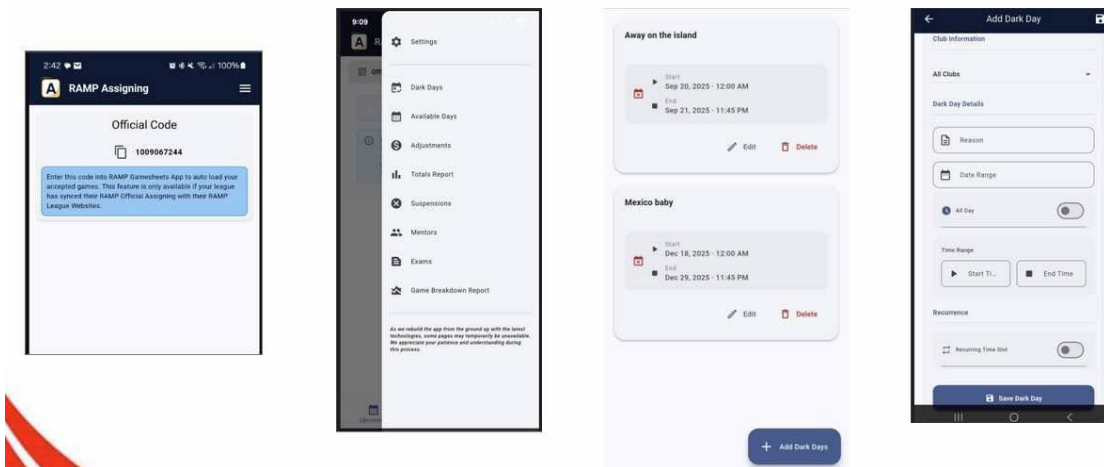 2:42
100%
A RAMP Assigning
Official Code
1009067244
Enter this code into RAMP Gamesheets App to auto load your
accepted games. This feature is only available if your league
has synced their RAMP Official Assigning with their RAMP
League Websites.
9:09
A R
Settings
Dark Days
Available Days
Adjustments
Totals Report
Suspensions
Mentors
Exams
Game Breakdown Report
As we rebuild the app from the ground up with the latest
technologies, some pages may temporarily be unavailable.
We appreciate your patience and understanding during
this process.
Away on the island
Start
Sep 20, 2025 - 12:00 AM
End
Sep 21, 2025 - 11:45 PM
Edit Delete
Mexico baby
Start
Dec 18, 2025 - 12:00 AM
End
Dec 29, 2025 - 11:45 PM
Edit Delete
+ Add Dark Days
Add Dark Day
Club Information
All Clubs
Dark Day Details
Reason
Date Range
All Day
Time Range
Start Ti... End Time
Recurrence
Recurring Time Slot
Save Dark Day